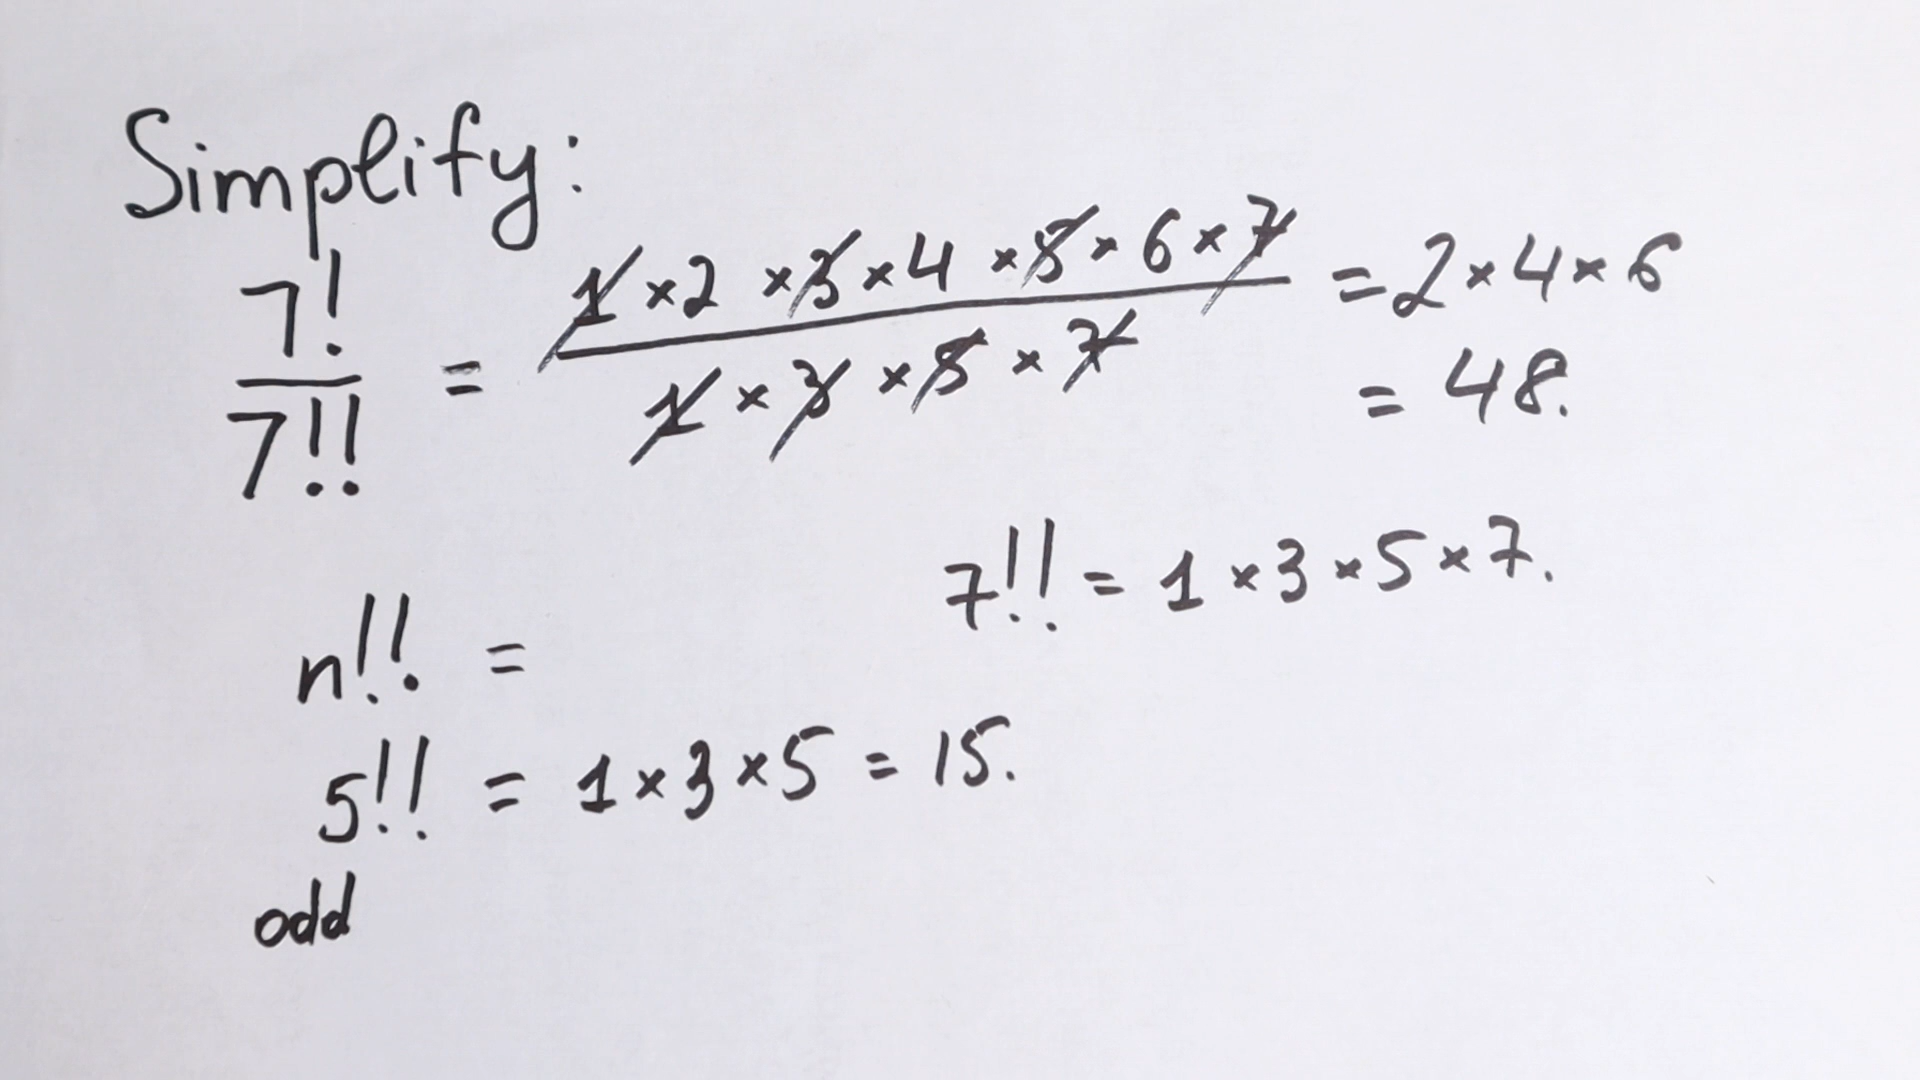 Simplify:
7!/7!! = (1 × 2 × 3 × 4 × 5 × 6 × 7)/(1 × 3 × 5 × 7) = 2 × 4 × 6
= 48.
7!! = 1 × 3 × 5 × 7.
n!! =
5!! = 1 × 3 × 5 = 15.
odd